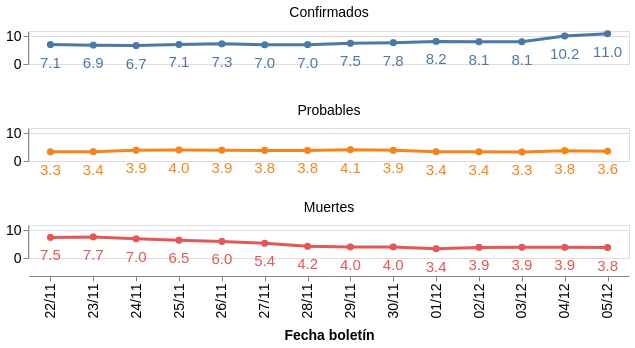 Confirmados
10
0
7.1 6.9 6.7 7.1 7.3 7.0 7.0 7.5 7.8 8.2 8.1 8.1 10.2 11.0
Probables
10
0
3.3 3.4 3.9 4.0 3.9 3.8 3.8 4.1 3.9 3.4 3.4 3.3 3.8 3.6
Muertes
10
0
7.5 7.7 7.0 6.5 6.0 5.4 4.2 4.0 4.0 3.4 3.9 3.9 3.9 3.8
22/11 23/11 24/11 25/11 26/11 27/11 28/11 29/11 30/11 01/12 02/12 03/12 04/12 05/12
Fecha boletín